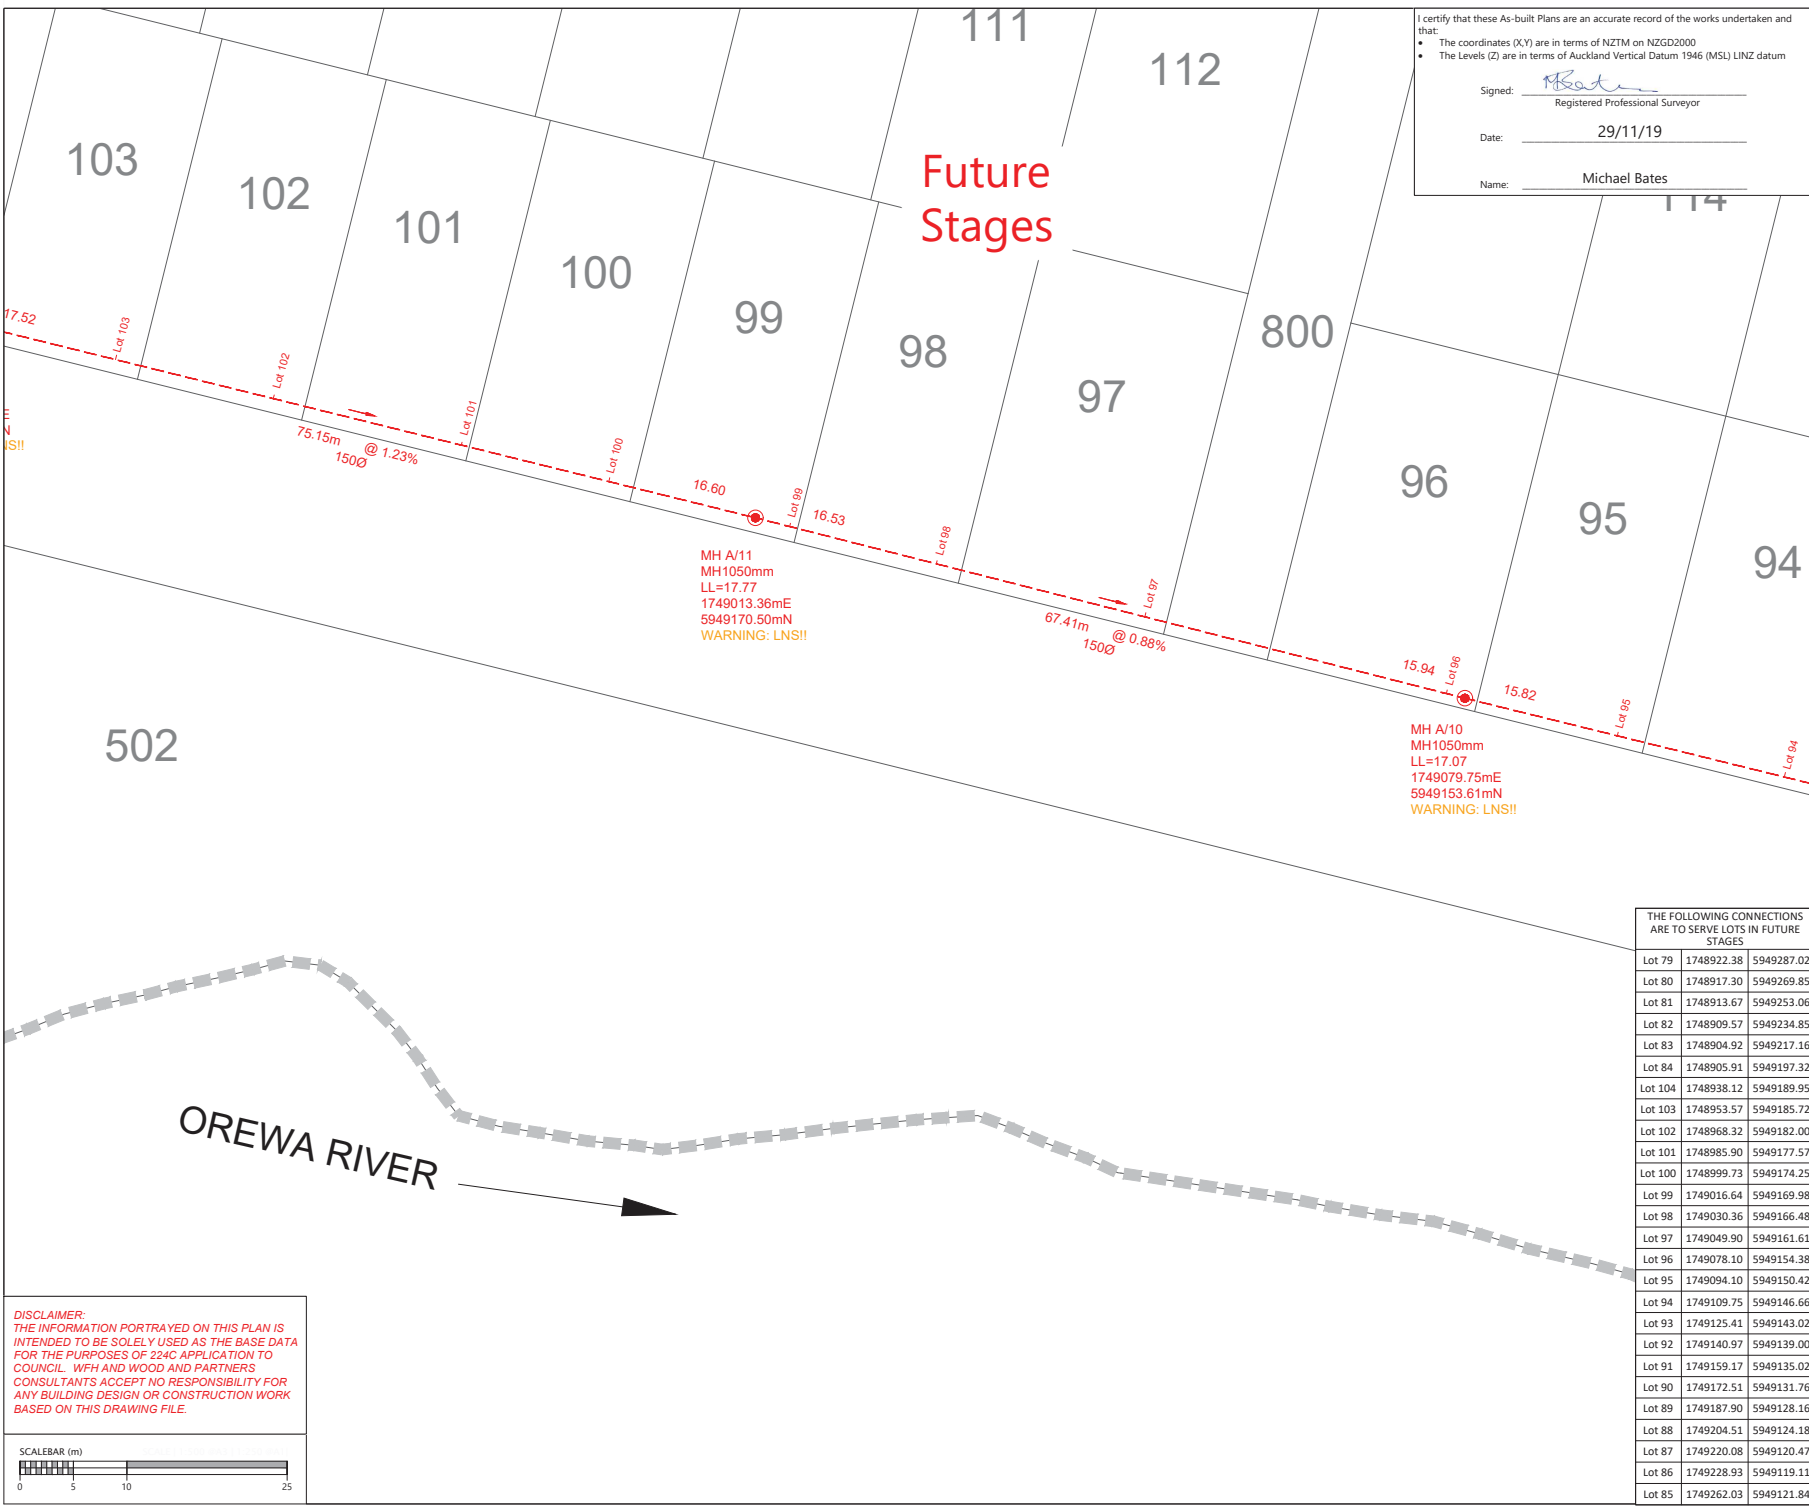 I certify that these As-built Plans are an accurate record of the works undertaken and
that:
• The coordinates (X,Y) are in terms of NZTM on NZGD2000
• The Levels (Z) are in terms of Auckland Vertical Datum 1946 (MSL) LINZ datum
Signed:
Registered Professional Surveyor
Date: 29/11/19
Name: Michael Bates
111
112
114
103
102
101
100
99
98
97
800
96
95
94
502
Future
Stages
17.52
Lot 103
Lot 102
Lot 101
Lot 100
Lot 99
Lot 98
Lot 97
Lot 96
Lot 95
Lot 94
E
N
NS!!
75.15m @ 1.23%
150Ø
16.60
16.53
MH A/11
MH1050mm
LL=17.77
1749013.36mE
5949170.50mN
WARNING: LNS!!
67.41m @ 0.88%
150Ø
15.94
15.82
MH A/10
MH1050mm
LL=17.07
1749079.75mE
5949153.61mN
WARNING: LNS!!
OREWA RIVER
THE FOLLOWING CONNECTIONS
ARE TO SERVE LOTS IN FUTURE
STAGES
Lot 79 1748922.38 5949287.02
Lot 80 1748917.30 5949269.85
Lot 81 1748913.67 5949253.06
Lot 82 1748909.57 5949234.85
Lot 83 1748904.92 5949217.16
Lot 84 1748905.91 5949197.32
Lot 104 1748938.12 5949189.95
Lot 103 1748953.57 5949185.72
Lot 102 1748968.32 5949182.00
Lot 101 1748985.90 5949177.57
Lot 100 1748999.73 5949174.25
Lot 99 1749016.64 5949169.98
Lot 98 1749030.36 5949166.48
Lot 97 1749049.90 5949161.61
Lot 96 1749078.10 5949154.38
Lot 95 1749094.10 5949150.42
Lot 94 1749109.75 5949146.66
Lot 93 1749125.41 5949143.02
Lot 92 1749140.97 5949139.00
Lot 91 1749159.17 5949135.02
Lot 90 1749172.51 5949131.76
Lot 89 1749187.90 5949128.16
Lot 88 1749204.51 5949124.18
Lot 87 1749220.08 5949120.47
Lot 86 1749228.93 5949119.11
Lot 85 1749262.03 5949121.84
DISCLAIMER:
THE INFORMATION PORTRAYED ON THIS PLAN IS
INTENDED TO BE SOLELY USED AS THE BASE DATA
FOR THE PURPOSES OF 224C APPLICATION TO
COUNCIL. WFH AND WOOD AND PARTNERS
CONSULTANTS ACCEPT NO RESPONSIBILITY FOR
ANY BUILDING DESIGN OR CONSTRUCTION WORK
BASED ON THIS DRAWING FILE.
SCALEBAR (m)
0 5 10 25